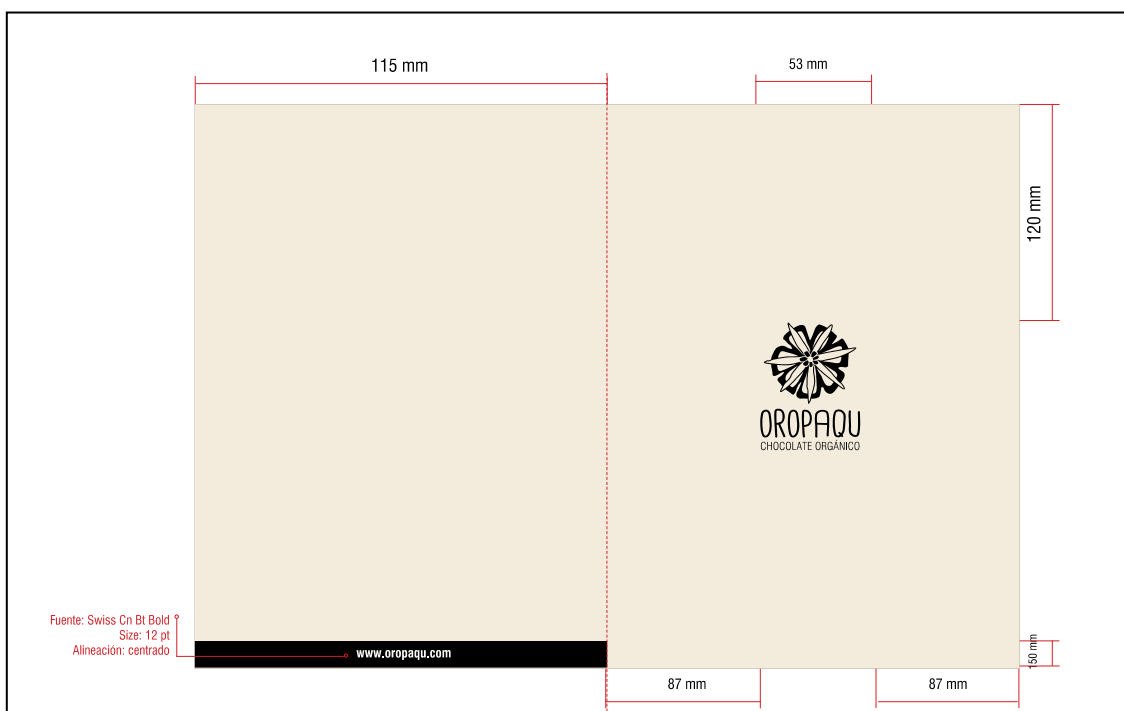 115 mm
53 mm
120 mm
OROPAQU
CHOCOLATE ORGÁNICO
Fuente: Swiss Cn Bt Bold
Size: 12 pt
Alineación: centrado
www.oropaqu.com
150 mm
87 mm
87 mm